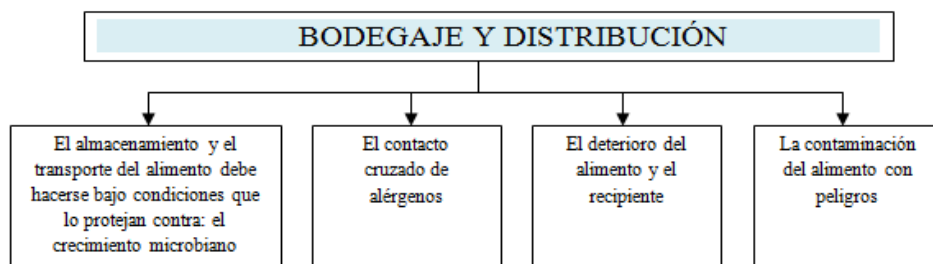 BODEGAJE Y DISTRIBUCIÓN
El almacenamiento y el
transporte del alimento debe
hacerse bajo condiciones que
lo protejan contra: el
crecimiento microbiano
El contacto
cruzado de
alérgenos
El deterioro del
alimento y el
recipiente
La contaminación
del alimento con
peligros